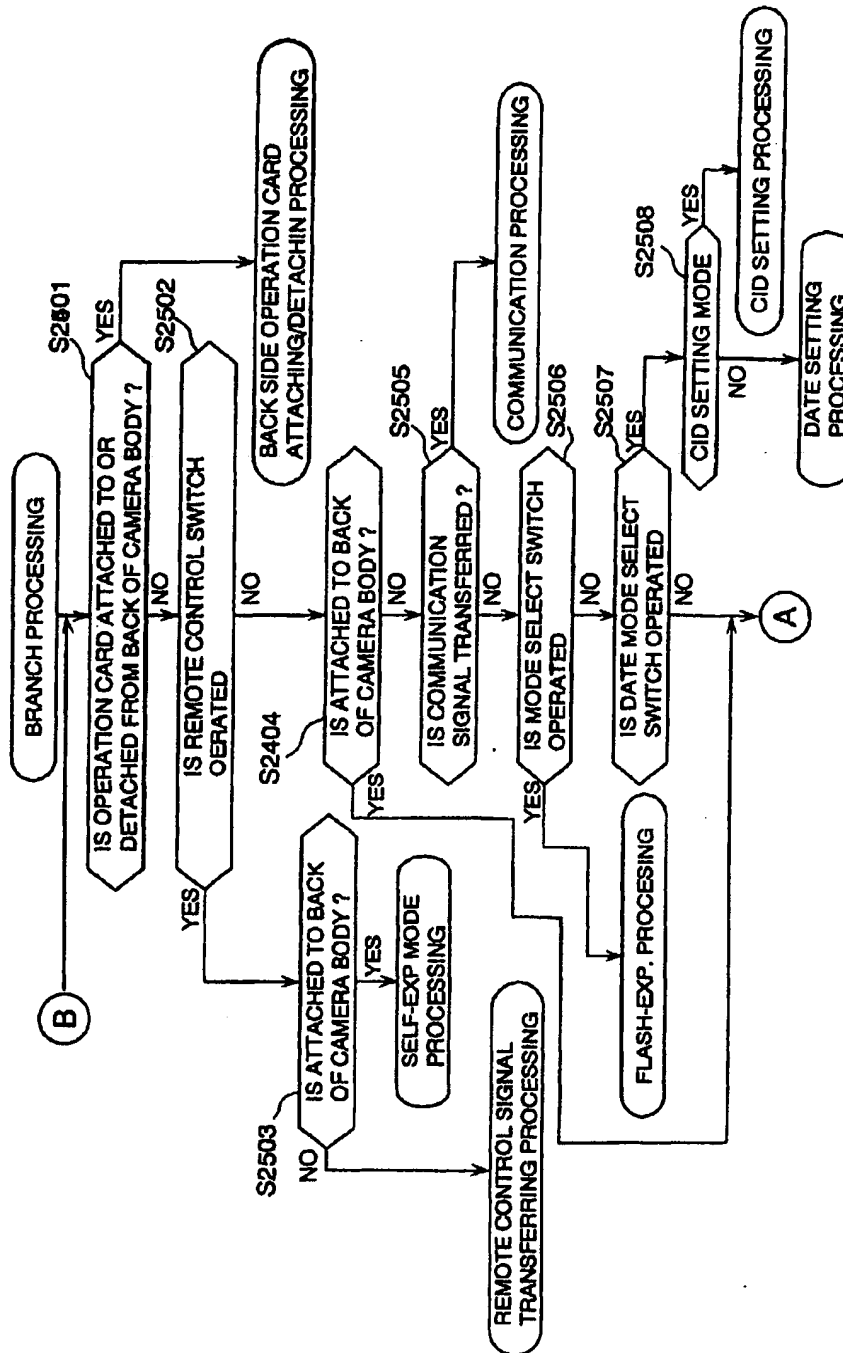 BRANCH PROCESSING
B
IS OPERATION CARD ATTACHED TO OR
DETACHED FROM BACK OF CAMERA BODY ?
S2501
YES
NO
BACK SIDE OPERATION CARD
ATTACHING/DETACHIN PROCESSING
IS REMOTE CONTROL SWITCH
OERATED
S2502
YES
NO
S2503
IS ATTACHED TO BACK
OF CAMERA BODY ?
YES
NO
SELF-EXP MODE
PROCESSING
REMOTE CONTROL SIGNAL
TRANSFERRING PROCESSING
S2404
IS ATTACHED TO BACK
OF CAMERA BODY ?
YES
NO
IS COMMUNICATION
SIGNAL TRANSFERRED ?
S2505
YES
NO
COMMUNICATION PROCESSING
IS MODE SELECT SWITCH
OPERATED
S2506
YES
NO
FLASH-EXP. PROCESING
IS DATE MODE SELECT
SWITCH OPERATED
S2507
YES
NO
CID SETTING MODE
S2508
YES
NO
CID SETTING PROCESSING
DATE SETTING
PROCESSING
A